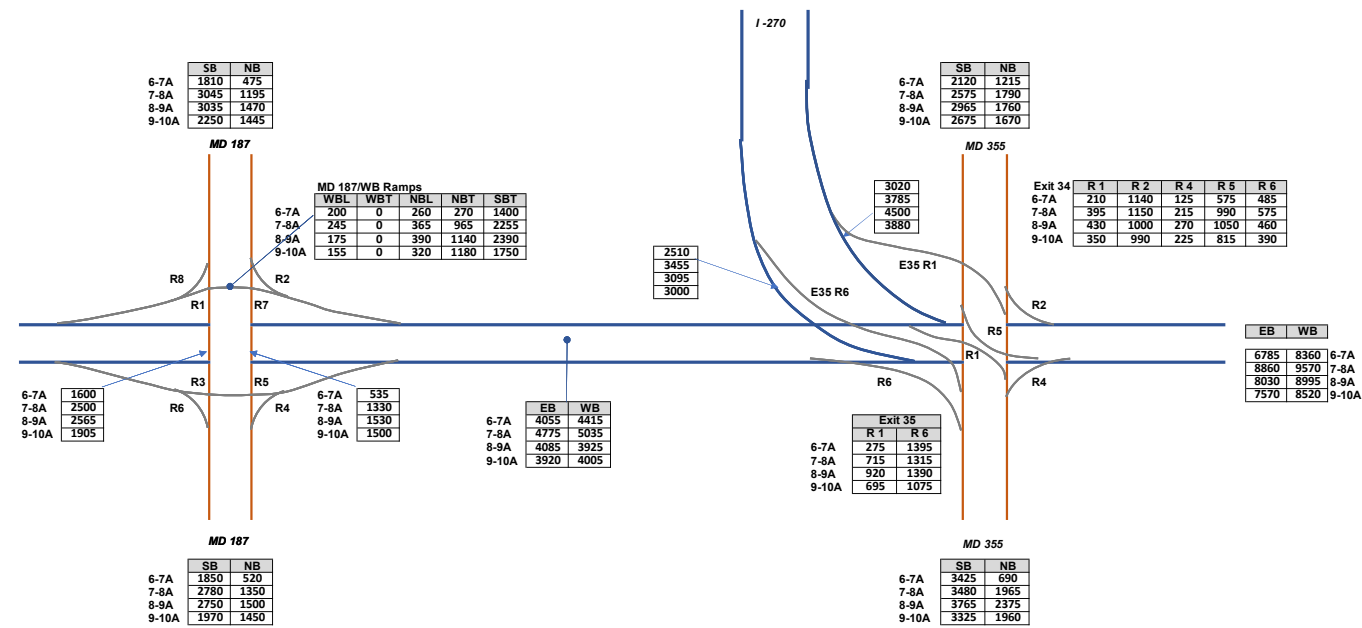 I -270
SB NB
6-7A 1810 475
7-8A 3045 1195
8-9A 3035 1470
9-10A 2250 1445
MD 187
SB NB
6-7A 2120 1215
7-8A 2575 1790
8-9A 2965 1760
9-10A 2675 1670
MD 355
MD 187/WB Ramps
WBL WBT NBL NBT SBT
6-7A 200 0 260 270 1400
7-8A 245 0 365 965 2255
8-9A 175 0 390 1140 2390
9-10A 155 0 320 1180 1750
3020
3785
4500
3880
Exit 34 R 1 R 2 R 4 R 5 R 6
6-7A 210 1140 125 575 485
7-8A 395 1150 215 990 575
8-9A 430 1000 270 1050 460
9-10A 350 990 225 815 390
2510
3455
3095
3000
E35 R1
E35 R6
R8
R2
R1
R7
R2
R5
R1
R3
R5
R6
R4
R6
R4
EB WB
6785 8360 6-7A
8860 9570 7-8A
8030 8995 8-9A
7570 8520 9-10A
6-7A 1600
7-8A 2500
8-9A 2565
9-10A 1905
6-7A 535
7-8A 1330
8-9A 1530
9-10A 1500
EB WB
6-7A 4055 4415
7-8A 4775 5035
8-9A 4085 3925
9-10A 3920 4005
Exit 35
R 1 R 6
6-7A 275 1395
7-8A 715 1315
8-9A 920 1390
9-10A 695 1075
MD 187
SB NB
6-7A 1850 520
7-8A 2780 1350
8-9A 2750 1500
9-10A 1970 1450
MD 355
SB NB
6-7A 3425 690
7-8A 3480 1965
8-9A 3765 2375
9-10A 3325 1960